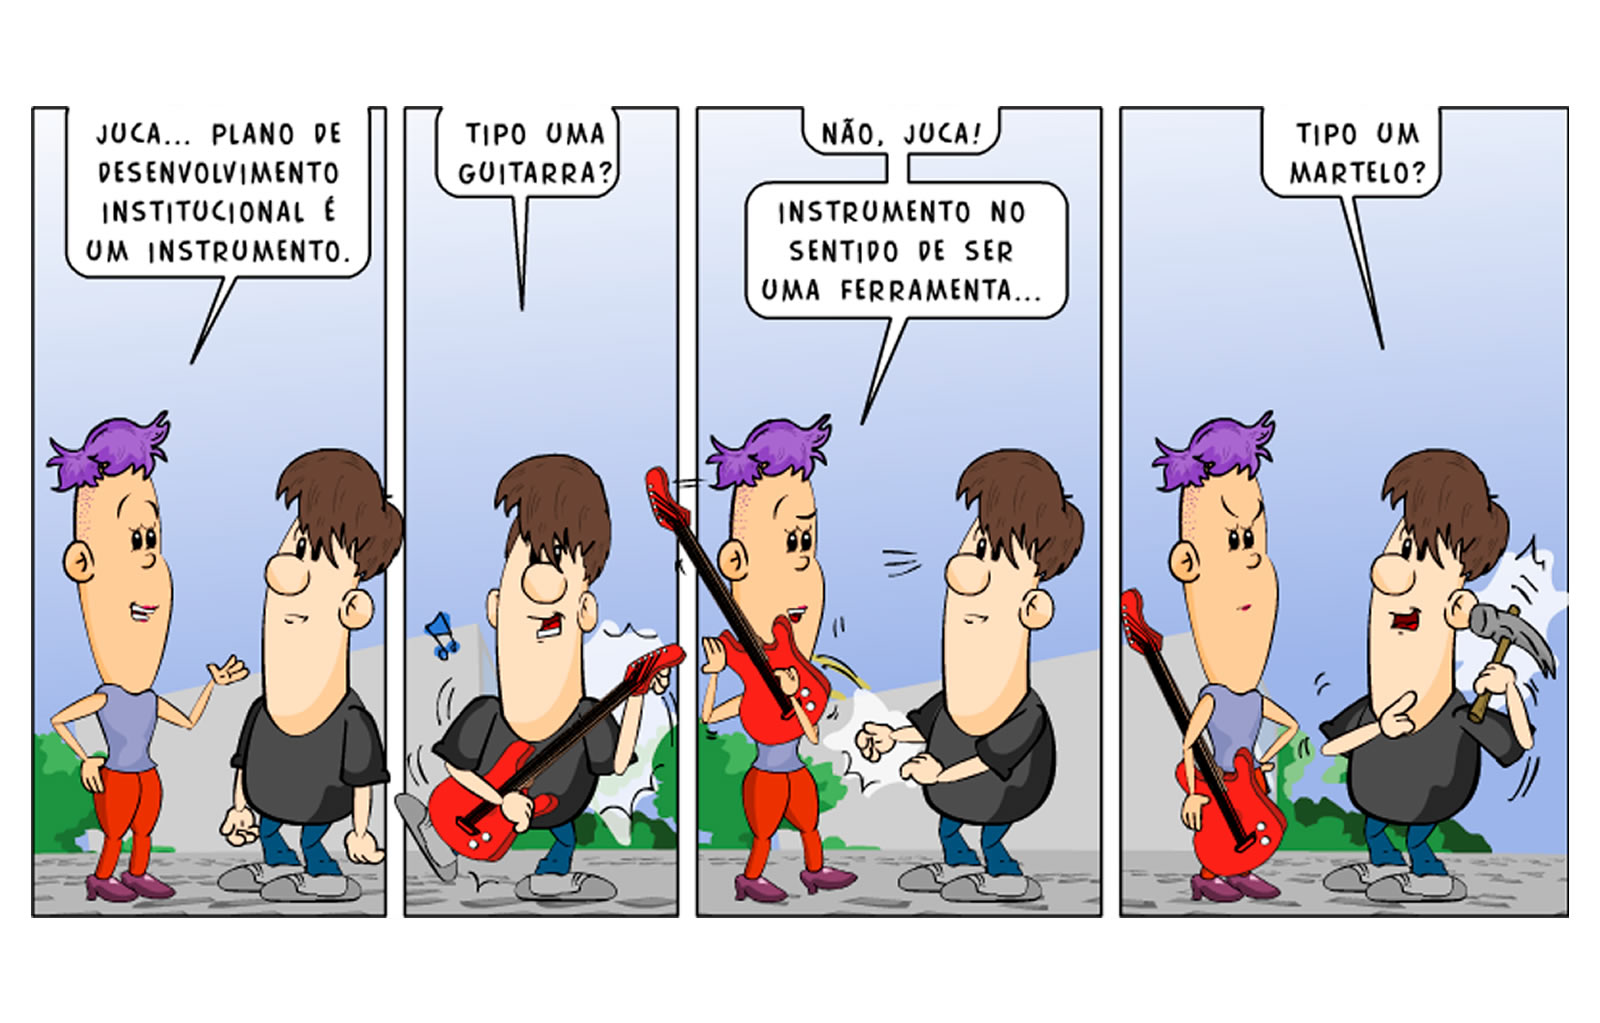 JUCA... PLANO DE
DESENVOLVIMENTO
INSTITUCIONAL É
UM INSTRUMENTO.
TIPO UMA
GUITARRA?
NÃO, JUCA!
INSTRUMENTO NO
SENTIDO DE SER
UMA FERRAMENTA...
TIPO UM
MARTELO?